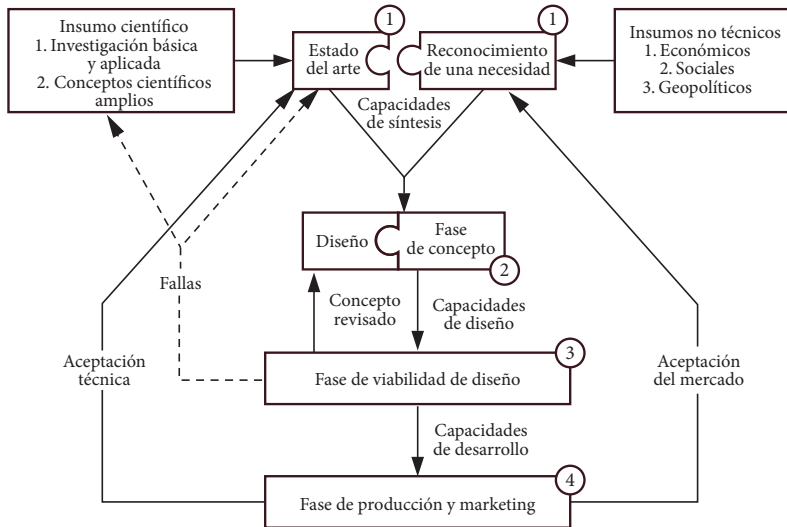 Insumo científico
1. Investigación básica
y aplicada
2. Conceptos científicos
amplios
1
Estado
del arte
1
Reconocimiento
de una necesidad
Insumos no técnicos
1. Económicos
2. Sociales
3. Geopolíticos
Capacidades
de síntesis
Diseño
Fase
de concepto
2
Fallas
Concepto
revisado
Capacidades
de diseño
Aceptación
técnica
3
Fase de viabilidad de diseño
Aceptación
del mercado
Capacidades
de desarrollo
4
Fase de producción y marketing